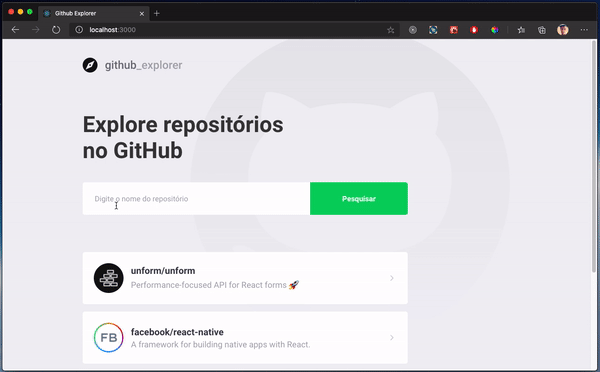 Github Explorer
localhost:3000
github_explorer
Explore repositórios
no GitHub
Digite o nome do repositório
Pesquisar
unform/unform
Performance-focused API for React forms 🚀
FB
facebook/react-native
A framework for building native apps with React.